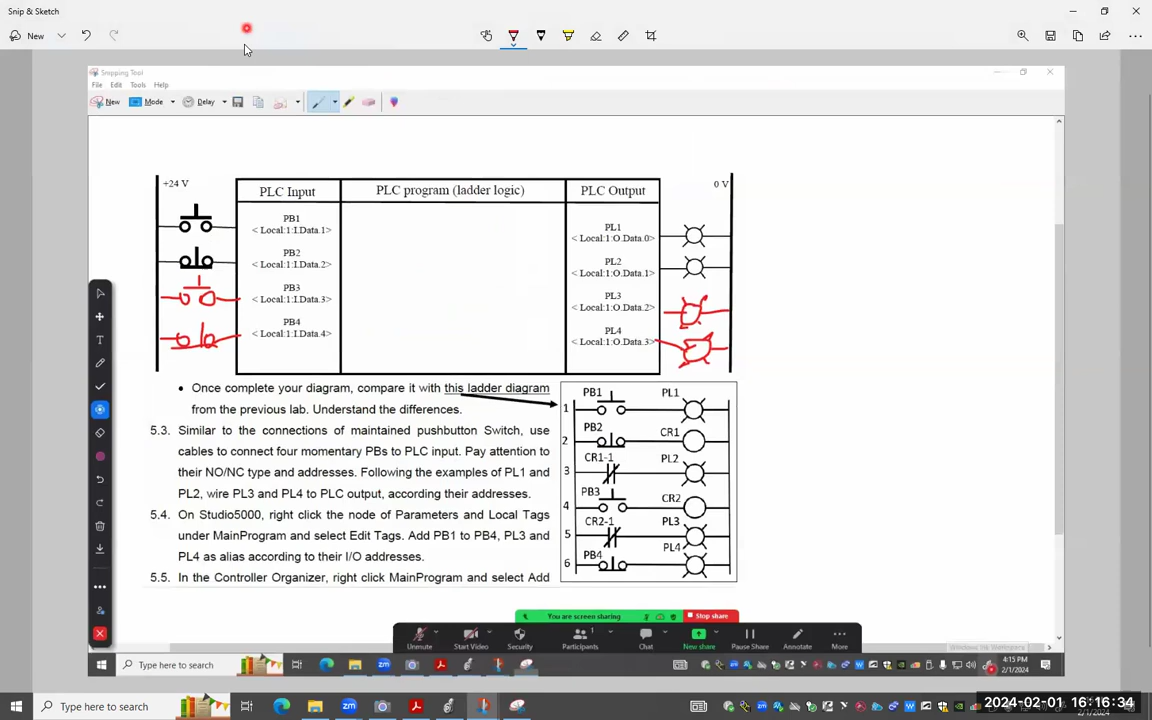 Snip & Sketch
New
Snipping Tool
File Edit Tools Help
New Mode Delay
+24 V
PLC Input
PLC program (ladder logic)
PLC Output
0 V
PB1
< Local:1:I.Data.1>
PB2
< Local:1:I.Data.2>
PB3
< Local:1:I.Data.3>
PB4
< Local:1:I.Data.4>
PL1
< Local:1:O.Data.0>
PL2
< Local:1:O.Data.1>
PL3
< Local:1:O.Data.2>
PL4
< Local:1:O.Data.3>
• Once complete your diagram, compare it with this ladder diagram
from the previous lab. Understand the differences.
5.3. Similar to the connections of maintained pushbutton Switch, use
cables to connect four momentary PBs to PLC input. Pay attention to
their NO/NC type and addresses. Following the examples of PL1 and
PL2, wire PL3 and PL4 to PLC output, according their addresses.
5.4. On Studio5000, right click the node of Parameters and Local Tags
under MainProgram and select Edit Tags. Add PB1 to PB4, PL3 and
PL4 as alias according to their I/O addresses.
5.5. In the Controller Organizer, right click MainProgram and select Add
PB1 PL1
1
PB2 CR1
2
CR1-1 PL2
3
PB3 CR2
4
CR2-1 PL3
5
PB4 PL4
6
You are screen sharing Stop share
Unmute Start Video Security Participants 1 Chat New share Pause Share Annotate More
Windows Ink Workspace
Type here to search
4:15 PM
2/1/2024
Type here to search
2024-02-01 16:16:34